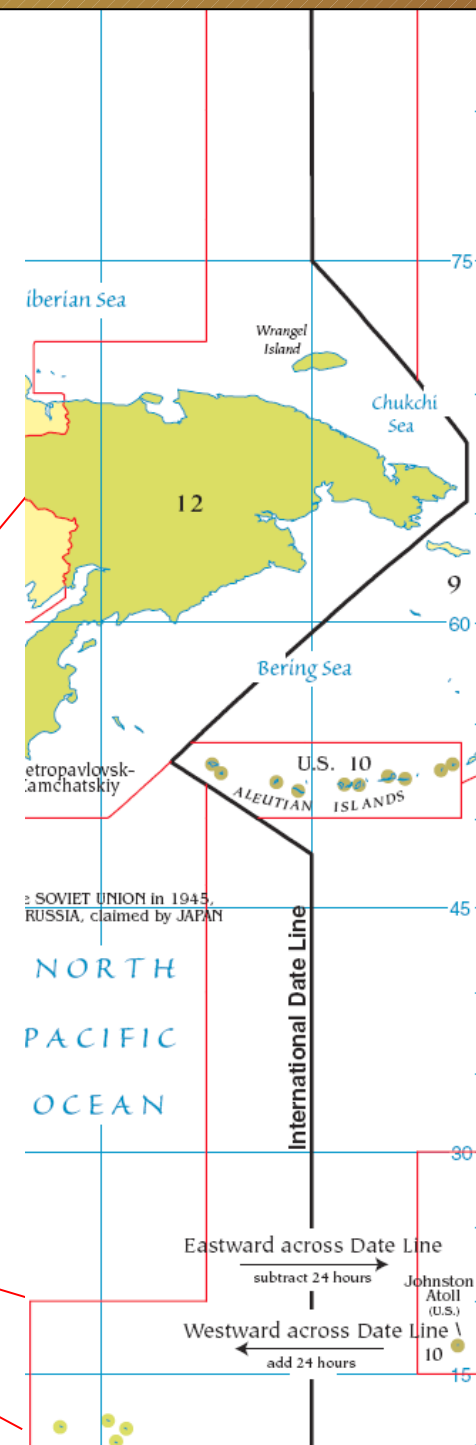 75
iberian Sea
Wrangel
Island
Chukchi
Sea
12
9
60
Bering Sea
U.S. 10
ALEUTIAN ISLANDS
etropavlovsk-
Kamchatskiy
e SOVIET UNION in 1945,
RUSSIA, claimed by JAPAN
45
NORTH
PACIFIC
OCEAN
International Date Line
30
Eastward across Date Line
subtract 24 hours
Johnston
Atoll
(U.S.)
Westward across Date Line
10
add 24 hours
15